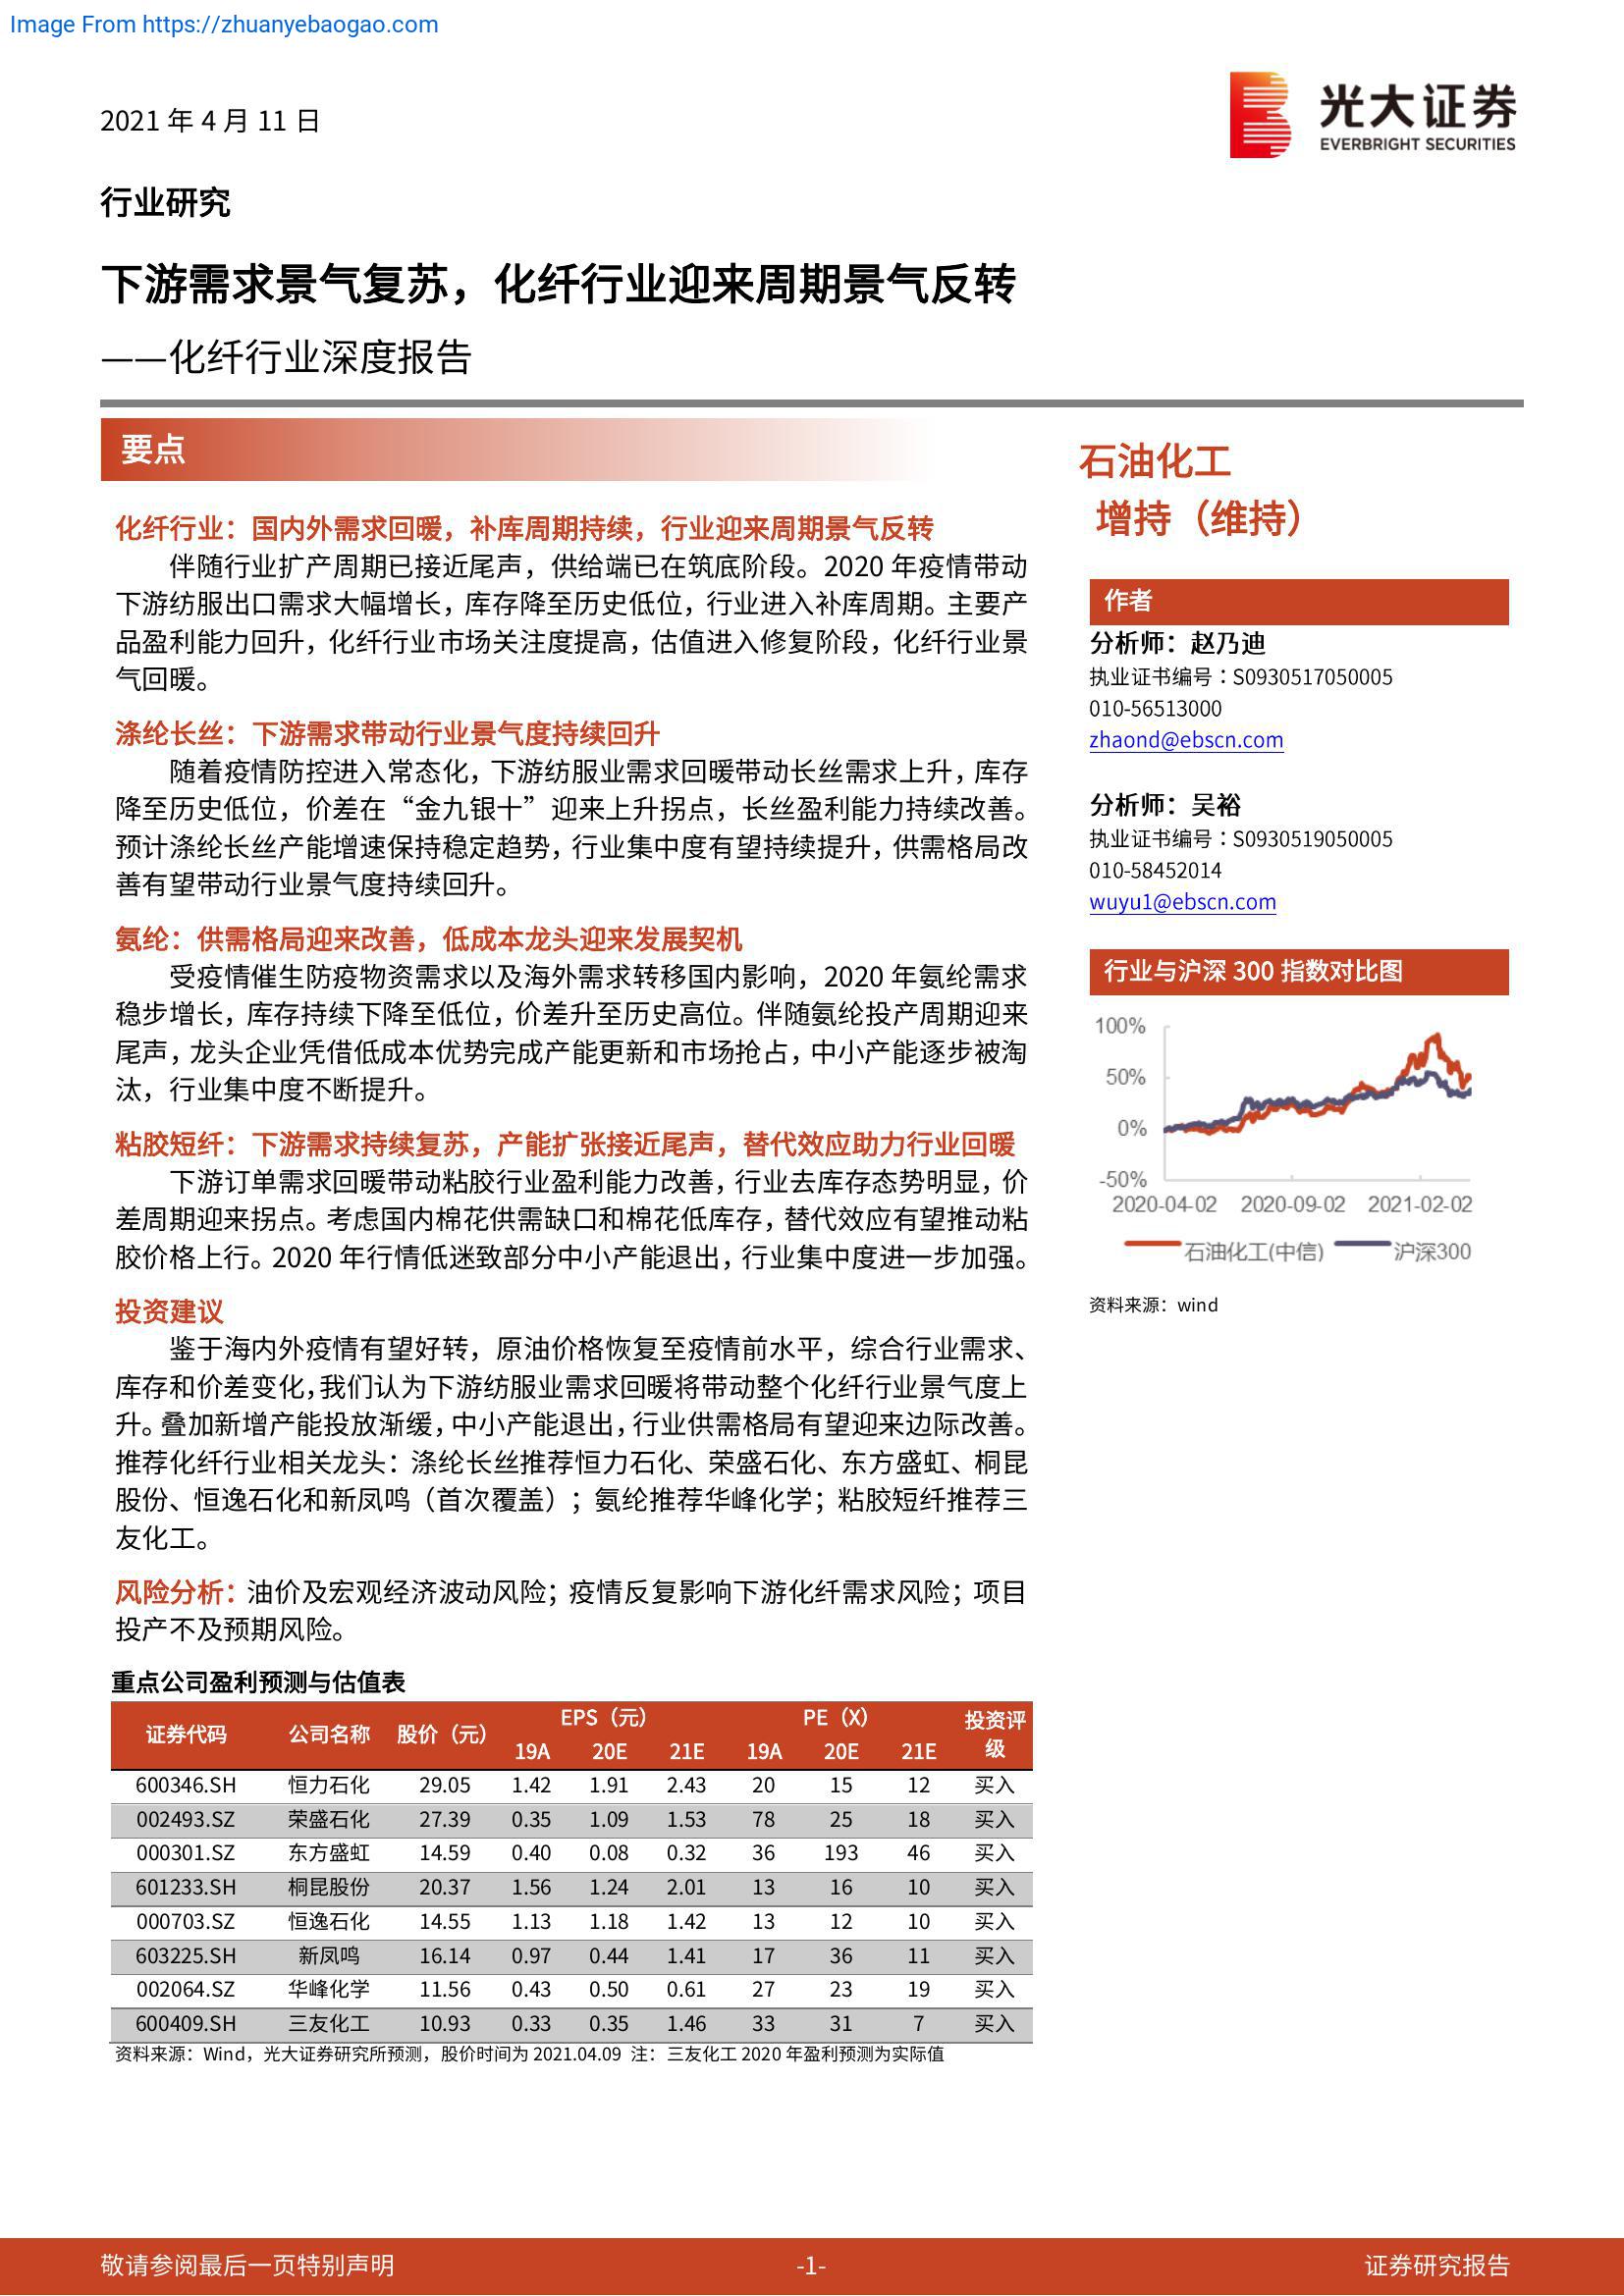 Image From https://zhuanyebaogao.com
2021 年 4 月 11 日
光大证券
EVERBRIGHT SECURITIES
行业研究
下游需求景气复苏，化纤行业迎来周期景气反转
——化纤行业深度报告
要点
化纤行业：国内外需求回暖，补库周期持续，行业迎来周期景气反转
伴随行业扩产周期已接近尾声，供给端已在筑底阶段。2020 年疫情带动
下游纺服出口需求大幅增长，库存降至历史低位，行业进入补库周期。主要产
品盈利能力回升，化纤行业市场关注度提高，估值进入修复阶段，化纤行业景
气回暖。
涤纶长丝：下游需求带动行业景气度持续回升
随着疫情防控进入常态化，下游纺服业需求回暖带动长丝需求上升，库存
降至历史低位，价差在“金九银十”迎来上升拐点，长丝盈利能力持续改善。
预计涤纶长丝产能增速保持稳定趋势，行业集中度有望持续提升，供需格局改
善有望带动行业景气度持续回升。
氨纶：供需格局迎来改善，低成本龙头迎来发展契机
受疫情催生防疫物资需求以及海外需求转移国内影响，2020 年氨纶需求
稳步增长，库存持续下降至低位，价差升至历史高位。伴随氨纶投产周期迎来
尾声，龙头企业凭借低成本优势完成产能更新和市场抢占，中小产能逐步被淘
汰，行业集中度不断提升。
粘胶短纤：下游需求持续复苏，产能扩张接近尾声，替代效应助力行业回暖
下游订单需求回暖带动粘胶行业盈利能力改善，行业去库存态势明显，价
差周期迎来拐点。考虑国内棉花供需缺口和棉花低库存，替代效应有望推动粘
胶价格上行。2020 年行情低迷致部分中小产能退出，行业集中度进一步加强。
投资建议
鉴于海内外疫情有望好转，原油价格恢复至疫情前水平，综合行业需求、
库存和价差变化，我们认为下游纺服业需求回暖将带动整个化纤行业景气度上
升。叠加新增产能投放渐缓，中小产能退出，行业供需格局有望迎来边际改善。
推荐化纤行业相关龙头：涤纶长丝推荐恒力石化、荣盛石化、东方盛虹、桐昆
股份、恒逸石化和新凤鸣（首次覆盖）；氨纶推荐华峰化学；粘胶短纤推荐三
友化工。
风险分析：油价及宏观经济波动风险；疫情反复影响下游化纤需求风险；项目
投产不及预期风险。
重点公司盈利预测与估值表
证券代码 公司名称 股价（元） EPS（元） PE（X） 投资评级
19A 20E 21E 19A 20E 21E
600346.SH 恒力石化 29.05 1.42 1.91 2.43 20 15 12 买入
002493.SZ 荣盛石化 27.39 0.35 1.09 1.53 78 25 18 买入
000301.SZ 东方盛虹 14.59 0.40 0.08 0.32 36 193 46 买入
601233.SH 桐昆股份 20.37 1.56 1.24 2.01 13 16 10 买入
000703.SZ 恒逸石化 14.55 1.13 1.18 1.42 13 12 10 买入
603225.SH 新凤鸣 16.14 0.97 0.44 1.41 17 36 11 买入
002064.SZ 华峰化学 11.56 0.43 0.50 0.61 27 23 19 买入
600409.SH 三友化工 10.93 0.33 0.35 1.46 33 31 7 买入
资料来源：Wind，光大证券研究所预测，股价时间为 2021.04.09 注：三友化工 2020 年盈利预测为实际值
石油化工
增持（维持）
作者
分析师：赵乃迪
执业证书编号：S0930517050005
010-56513000
zhaond@ebscn.com
分析师：吴裕
执业证书编号：S0930519050005
010-58452014
wuyu1@ebscn.com
行业与沪深 300 指数对比图
100%
50%
0%
-50%
2020-04-02 2020-09-02 2021-02-02
石油化工(中信) 沪深300
资料来源：wind
敬请参阅最后一页特别声明 -1- 证券研究报告